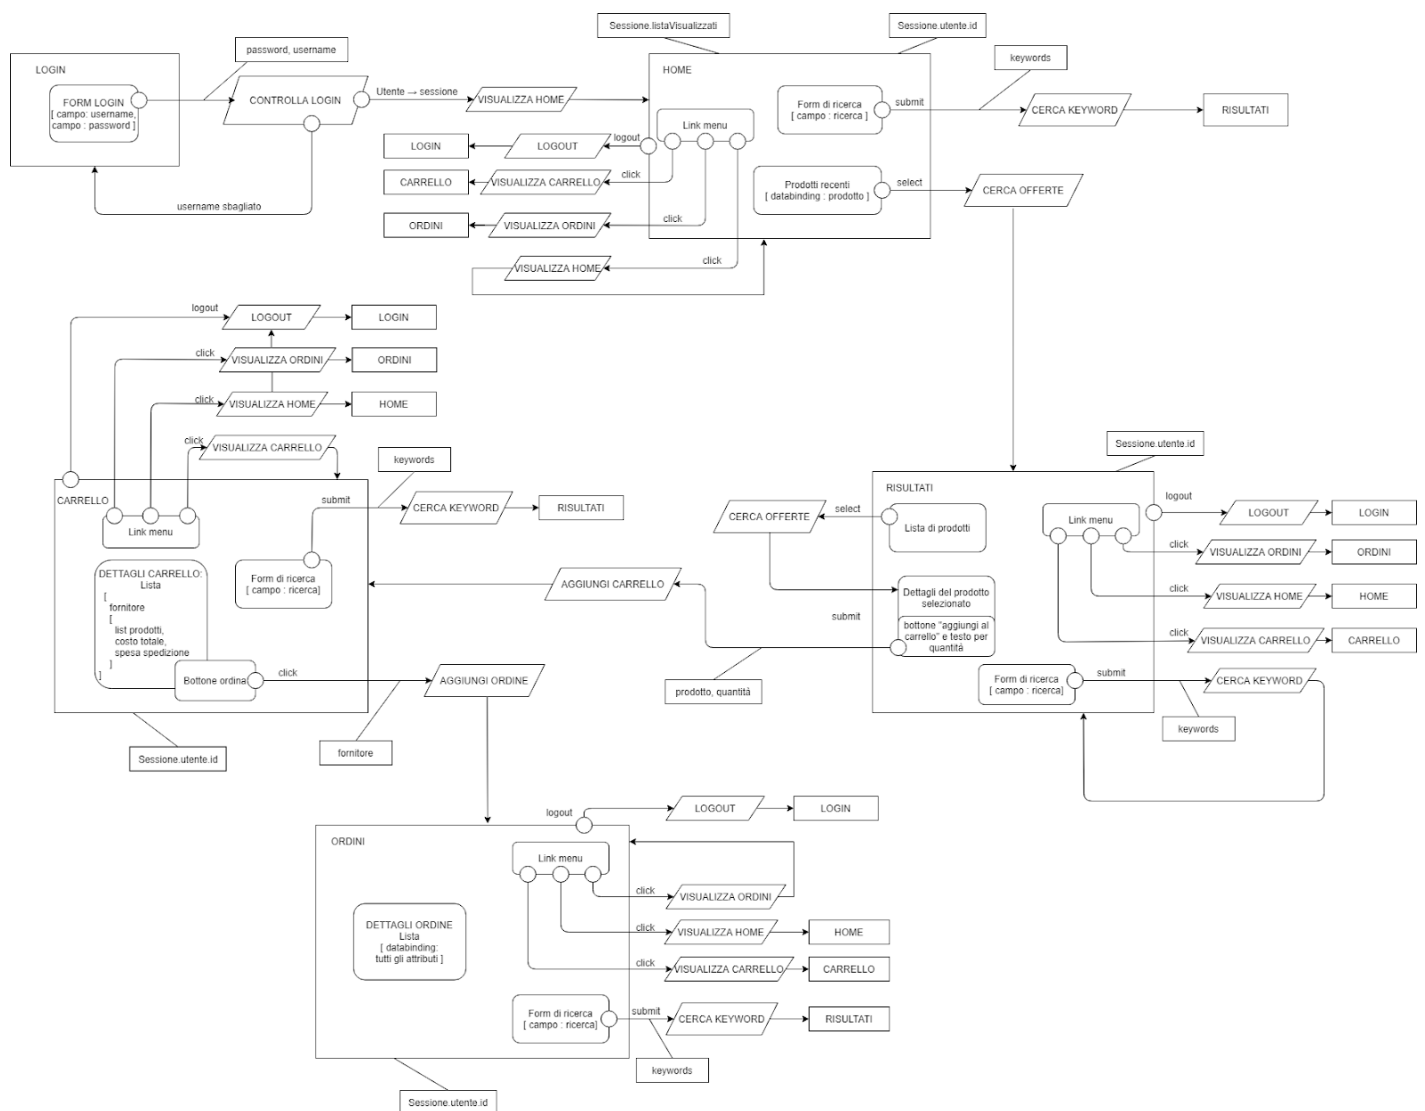 Sessione.listaVisualizzati
Sessione.utente.id
password, username
keywords
LOGIN
FORM LOGIN
[ campo: username,
campo : password ]
CONTROLLA LOGIN
Utente → sessione
VISUALIZZA HOME
username sbagliato
HOME
Form di ricerca
[ campo : ricerca ]
submit
CERCA KEYWORD
RISULTATI
Link menu
logout
LOGOUT
LOGIN
click
VISUALIZZA CARRELLO
CARRELLO
click
VISUALIZZA ORDINI
ORDINI
click
VISUALIZZA HOME
Prodotti recenti
[ databinding : prodotto ]
select
CERCA OFFERTE
logout
LOGOUT
LOGIN
click
VISUALIZZA ORDINI
ORDINI
click
VISUALIZZA HOME
HOME
click
VISUALIZZA CARRELLO
keywords
CARRELLO
Link menu
submit
CERCA KEYWORD
RISULTATI
Form di ricerca
[ campo : ricerca]
DETTAGLI CARRELLO:
Lista
[
fornitore
[
list prodotti,
costo totale,
spesa spedizione
]
]
Bottone ordina
click
AGGIUNGI ORDINE
fornitore
Sessione.utente.id
AGGIUNGI CARRELLO
submit
prodotto, quantità
Sessione.utente.id
RISULTATI
CERCA OFFERTE
select
Lista di prodotti
Dettagli del prodotto
selezionato
bottone "aggiungi al
carrello" e testo per
quantità
Link menu
logout
LOGOUT
LOGIN
click
VISUALIZZA ORDINI
ORDINI
click
VISUALIZZA HOME
HOME
click
VISUALIZZA CARRELLO
CARRELLO
Form di ricerca
[ campo : ricerca]
submit
CERCA KEYWORD
keywords
logout
LOGOUT
LOGIN
ORDINI
Link menu
click
VISUALIZZA ORDINI
click
VISUALIZZA HOME
HOME
click
VISUALIZZA CARRELLO
CARRELLO
DETTAGLI ORDINE
Lista
[ databinding:
tutti gli attributi ]
Form di ricerca
[ campo : ricerca]
submit
CERCA KEYWORD
RISULTATI
keywords
Sessione.utente.id